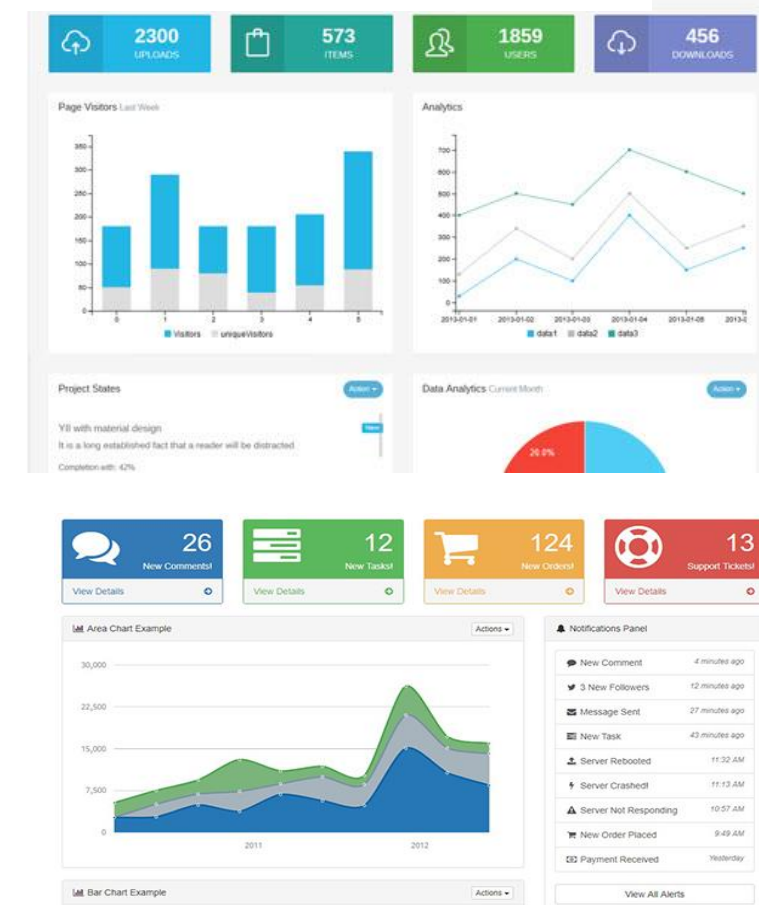 2300 573 1859 456
UPLOADS ITEMS USERS DOWNLOADS
Page Visitors Last Week
350
300
250
200
150
100
50
0
0 1 2 3 4 5
Visitors uniqueVisitors
Analytics
700
600
500
400
300
200
100
0
2013-01-01 2013-01-02 2013-01-03 2013-01-04 2013-01-05 2013-0
data1 data2 data3
Project States Action
YII with material design New
It is a long established fact that a reader will be distracted
Completion with: 42%
Data Analytics Current Month Action
20.0%
26 12 124 13
New Comments! New Tasks! New Orders! Support Tickets!
View Details View Details View Details View Details
Area Chart Example Actions
30,000
22,500
15,000
7,500
0
2011 2012
Notifications Panel
New Comment 4 minutes ago
3 New Followers 12 minutes ago
Message Sent 27 minutes ago
New Task 43 minutes ago
Server Rebooted 11:32 AM
Server Crashed! 11:13 AM
Server Not Responding 10:57 AM
New Order Placed 9:49 AM
Payment Received Yesterday
View All Alerts
Bar Chart Example Actions